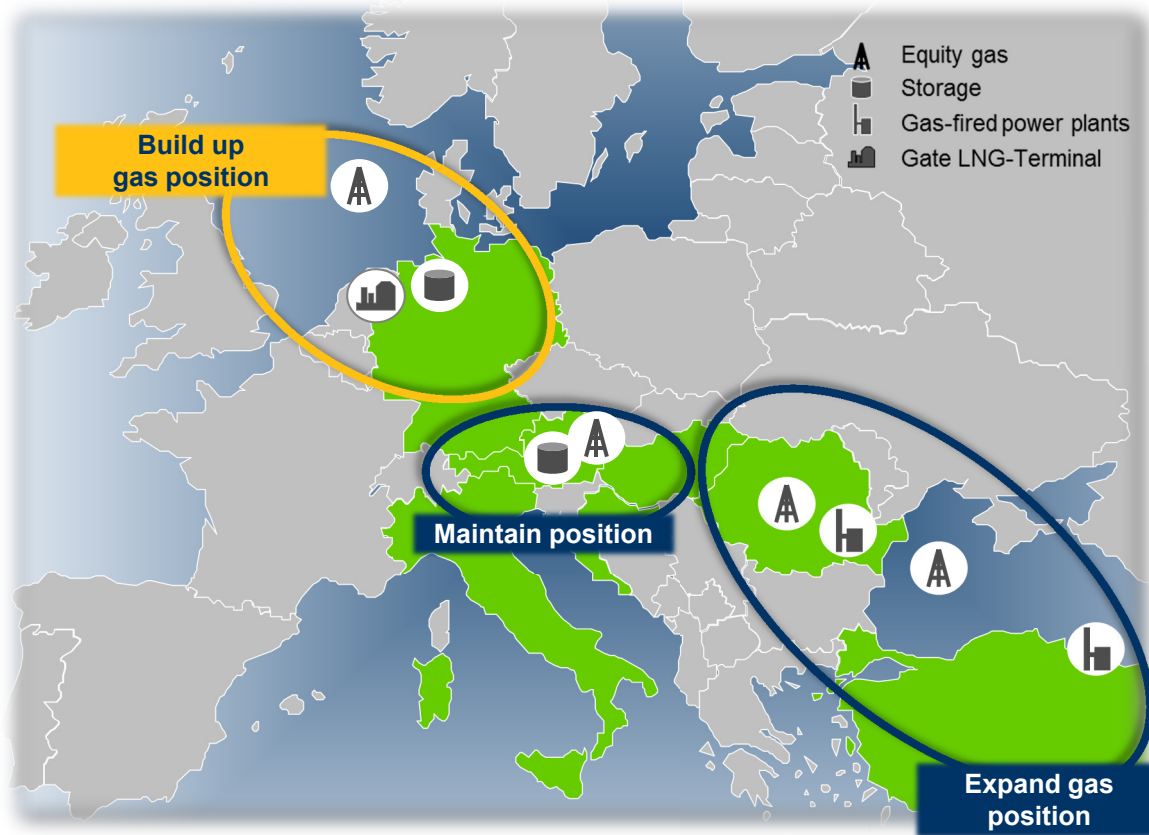 Equity gas
Storage
Gas-fired power plants
Gate LNG-Terminal
Build up
gas position
Maintain position
Expand gas
position